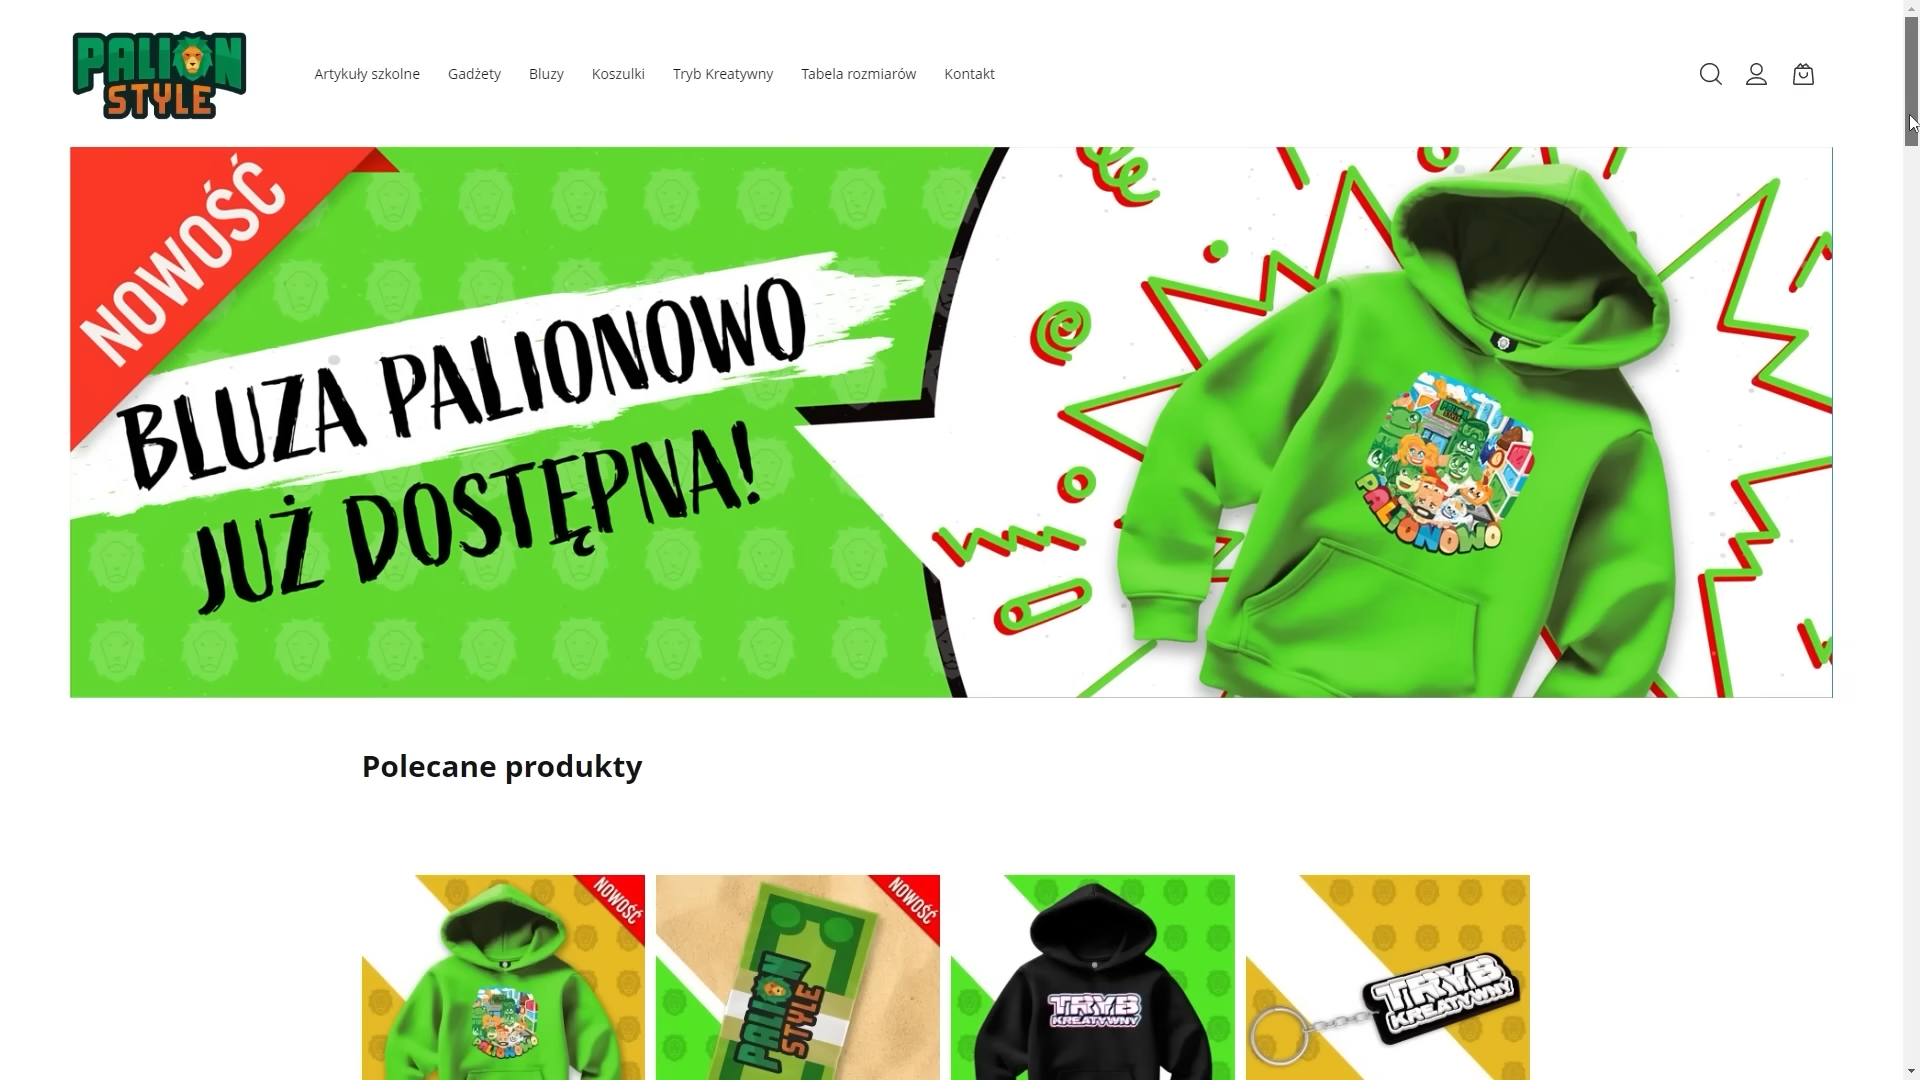 PALION
STYLE
Artykuły szkolne
Gadżety
Bluzy
Koszulki
Tryb Kreatywny
Tabela rozmiarów
Kontakt
NOWOŚĆ
BLUZA PALIONOWO
JUŻ DOSTĘPNA!
PALIONOWO
Polecane produkty
NOWOŚĆ
PALIONOWO
NOWOŚĆ
PALION
STYLE
TRYB
KREATYWNY
TRYB
KREATYWNY